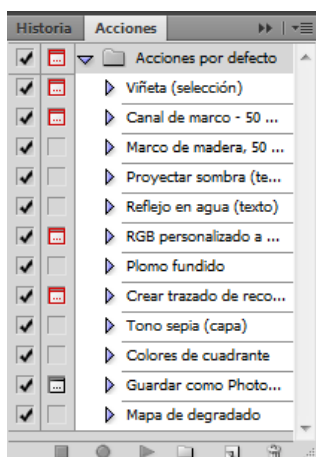 Historia Acciones
Acciones por defecto
Viñeta (selección)
Canal de marco - 50 ...
Marco de madera, 50 ...
Proyectar sombra (te...
Reflejo en agua (texto)
RGB personalizado a ...
Plomo fundido
Crear trazado de reco...
Tono sepia (capa)
Colores de cuadrante
Guardar como Photo...
Mapa de degradado